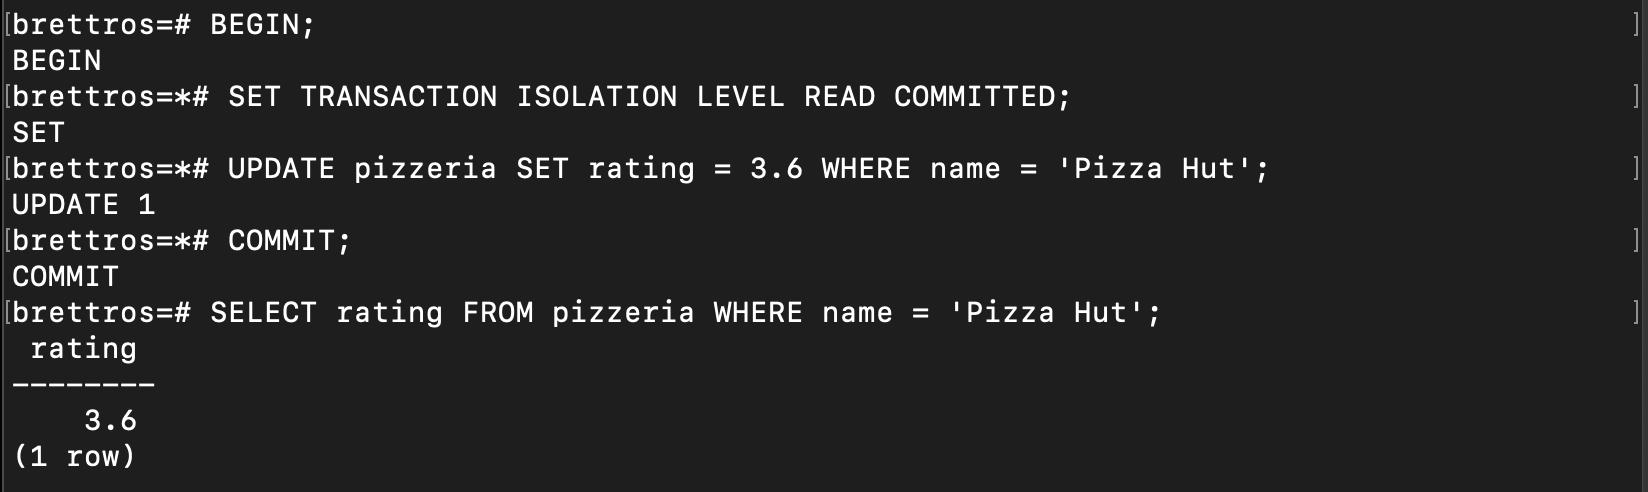 [brettros=# BEGIN; ]
BEGIN
[brettros=*# SET TRANSACTION ISOLATION LEVEL READ COMMITTED; ]
SET
[brettros=*# UPDATE pizzeria SET rating = 3.6 WHERE name = 'Pizza Hut'; ]
UPDATE 1
[brettros=*# COMMIT; ]
COMMIT
[brettros=# SELECT rating FROM pizzeria WHERE name = 'Pizza Hut'; ]
rating
--------
3.6
(1 row)